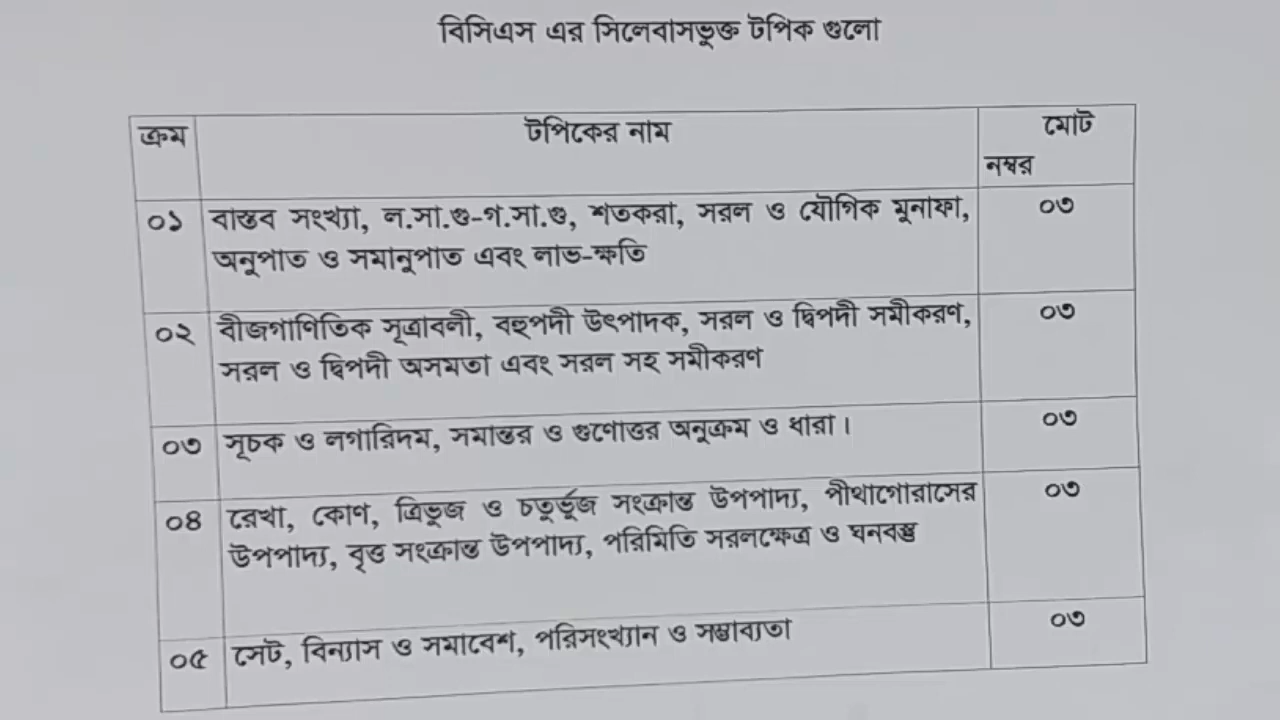 বিসিএস এর সিলেবাসভুক্ত টপিক গুলো
ক্রম টপিকের নাম মোট
নম্বর
০১ বাস্তব সংখ্যা, ল.সা.গু-গ.সা.গু, শতকরা, সরল ও যৌগিক মুনাফা, ০৩
অনুপাত ও সমানুপাত এবং লাভ-ক্ষতি
০২ বীজগাণিতিক সূত্রাবলী, বহুপদী উৎপাদক, সরল ও দ্বিপদী সমীকরণ, ০৩
সরল ও দ্বিপদী অসমতা এবং সরল সহ সমীকরণ
০৩ সূচক ও লগারিদম, সমান্তর ও গুণোত্তর অনুক্রম ও ধারা। ০৩
০৪ রেখা, কোণ, ত্রিভুজ ও চতুর্ভূজ সংক্রান্ত উপপাদ্য, পীথাগোরাসের ০৩
উপপাদ্য, বৃত্ত সংক্রান্ত উপপাদ্য, পরিমিতি সরলক্ষেত্র ও ঘনবস্তু
০৫ সেট, বিন্যাস ও সমাবেশ, পরিসংখ্যান ও সম্ভাব্যতা ০৩